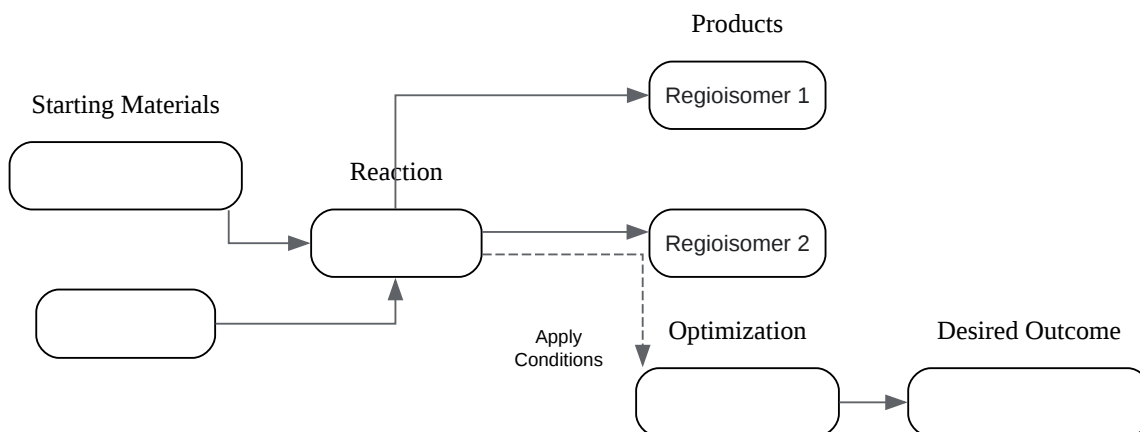 Products
Regioisomer 1
Starting Materials
Reaction
Regioisomer 2
Apply
Conditions
Optimization
Desired Outcome